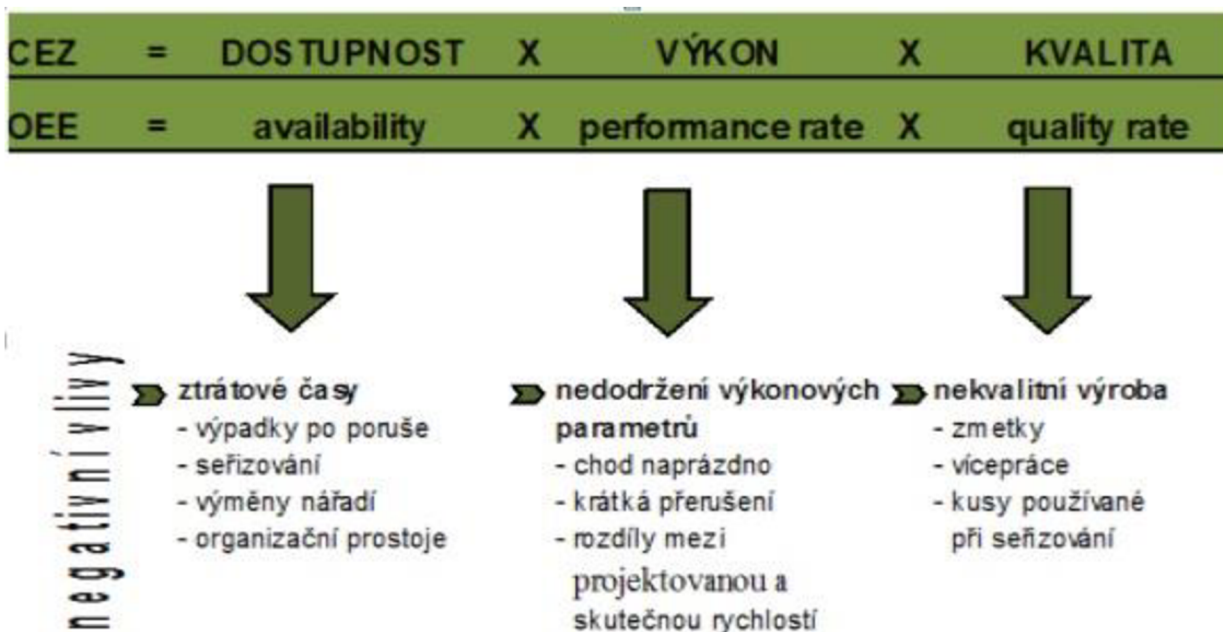 CEZ = DOSTUPNOST X VÝKON X KVALITA
OEE = availability X performance rate X quality rate
negativní vlivy
ztrátové časy
- výpadky po poruše
- seřizování
- výměny nářadí
- organizační prostoje
nedodržení výkonových
parametrů
- chod naprázdno
- krátká přerušení
- rozdíly mezi
projektovanou a
skutečnou rychlostí
nekvalitní výroba
- zmetky
- vícepráce
- kusy používané
při seřizování